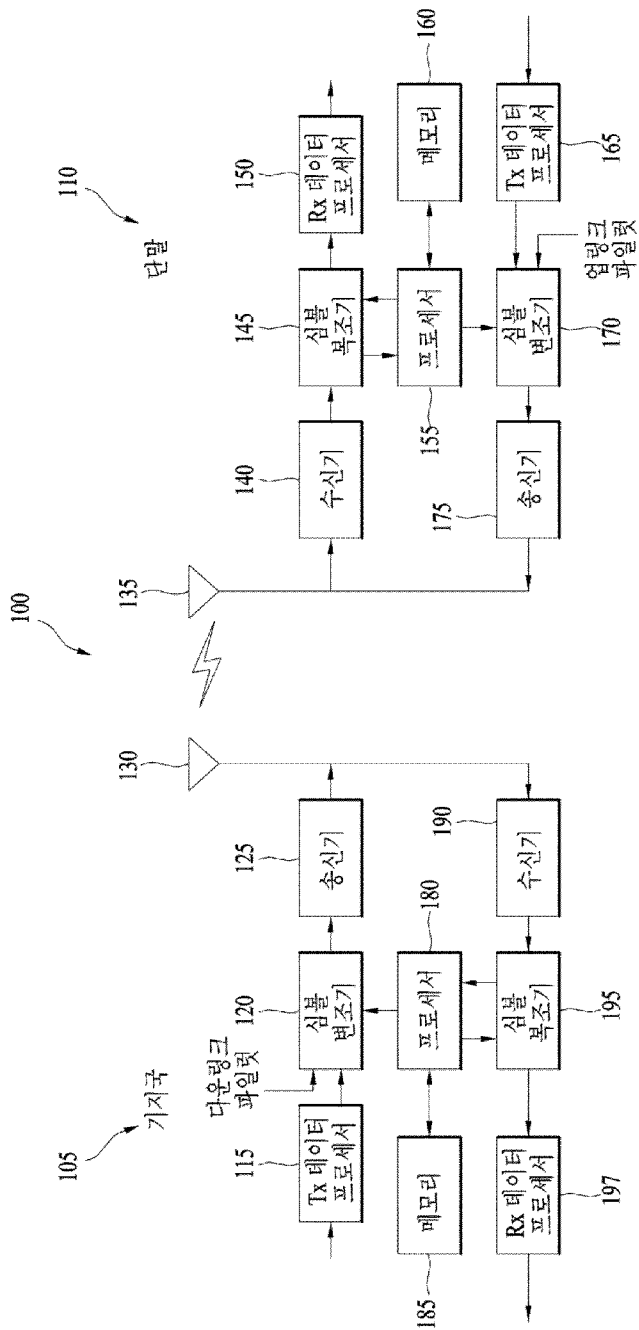 100
105
기지국
110
단말
130
135
다운링크
파일럿
115
Tx 데이터
프로세서
120
심볼
변조기
125
송신기
140
수신기
145
심볼
복조기
150
Rx 데이터
프로세서
185
메모리
180
프로세서
155
프로세서
160
메모리
197
Rx 데이터
프로세서
195
심볼
복조기
190
수신기
175
송신기
170
심볼
변조기
업링크
파일럿
165
Tx 데이터
프로세서